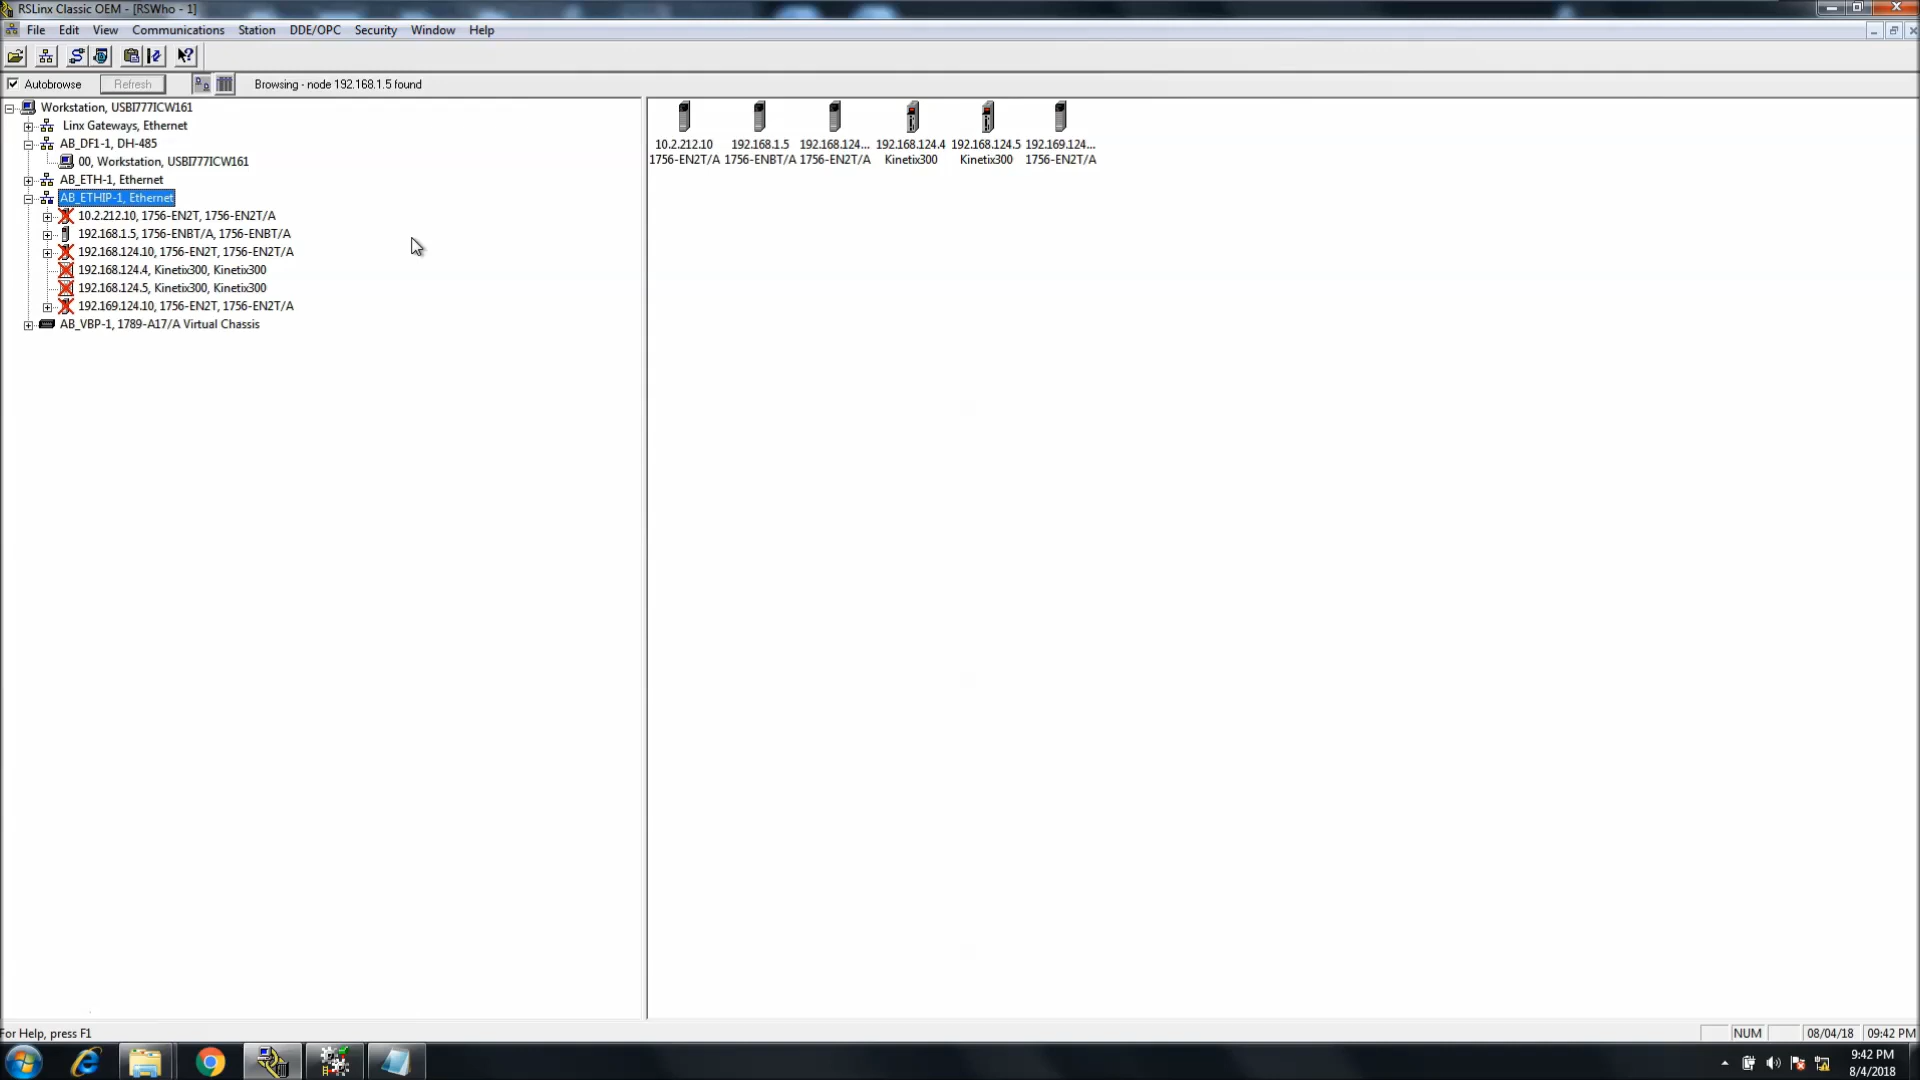 RSLinx Classic OEM - [RSWho - 1]
File Edit View Communications Station DDE/OPC Security Window Help
Autobrowse Refresh Browsing - node 192.168.1.5 found
Workstation, USBI777ICW161
Linx Gateways, Ethernet
AB_DF1-1, DH-485
00, Workstation, USBI777ICW161
AB_ETH-1, Ethernet
AB_ETHIP-1, Ethernet
10.2.212.10, 1756-EN2T, 1756-EN2T/A
192.168.1.5, 1756-ENBT/A, 1756-ENBT/A
192.168.124.10, 1756-EN2T, 1756-EN2T/A
192.168.124.4, Kinetix300, Kinetix300
192.168.124.5, Kinetix300, Kinetix300
192.169.124.10, 1756-EN2T, 1756-EN2T/A
AB_VBP-1, 1789-A17/A Virtual Chassis
10.2.212.10 192.168.1.5 192.168.124... 192.168.124.4 192.168.124.5 192.169.124...
1756-EN2T/A 1756-ENBT/A 1756-EN2T/A Kinetix300 Kinetix300 1756-EN2T/A
For Help, press F1
NUM 08/04/18 09:42 PM
9:42 PM
8/4/2018